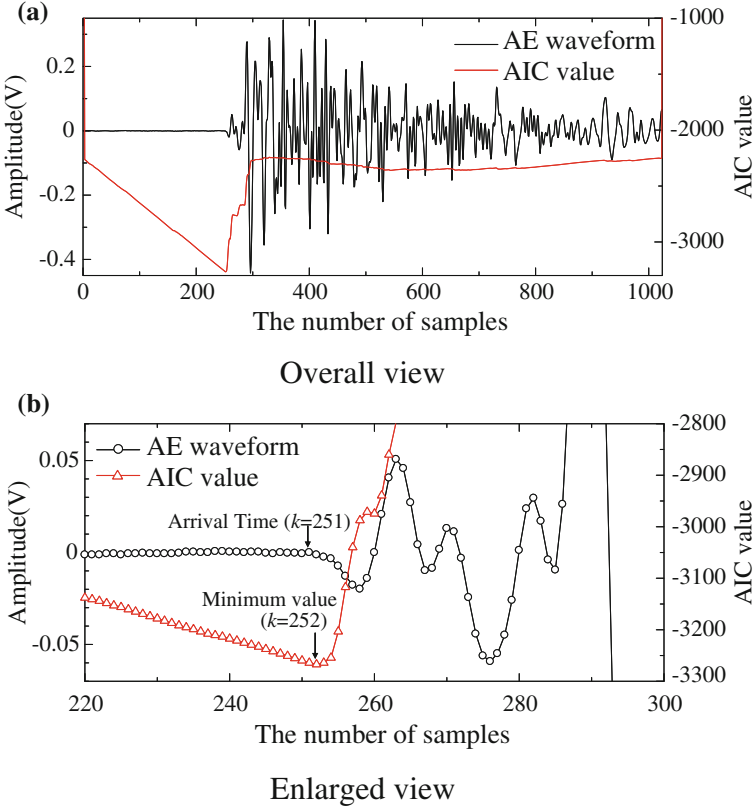 (a)
AE waveform
AIC value
Amplitude(V)
0.2
0
-0.2
-0.4
-1000
-2000
-3000
AIC value
0
200
400
600
800
1000
The number of samples
Overall view
(b)
AE waveform
AIC value
Arrival Time (k=251)
Minimum value
(k=252)
Amplitude(V)
0.05
0
-0.05
-2800
-2900
-3000
-3100
-3200
-3300
AIC value
220
240
260
280
300
The number of samples
Enlarged view